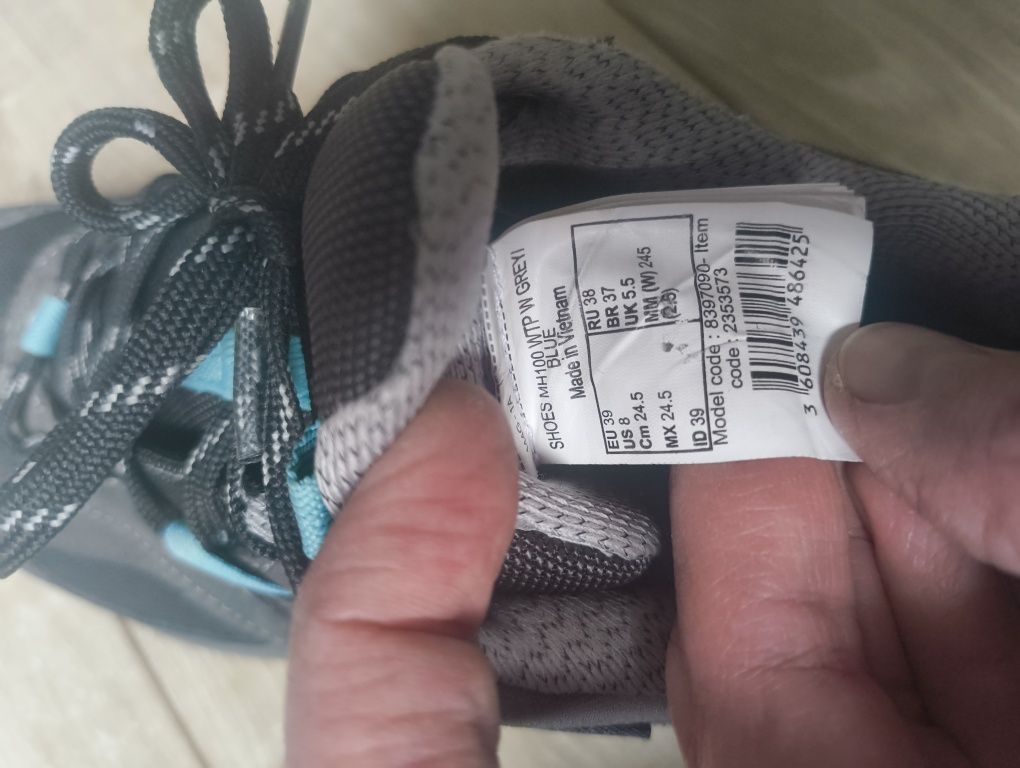 SHOES MH100 WTP W GREY/
BLUE
Made in Vietnam
EU 39 RU 38
US 8 BR 37
Cm 24.5 UK 5.5
MX 24.5 MM (W) 245
ID 39
Model code : 8397090- Item
code : 2353573
3 608439 486425